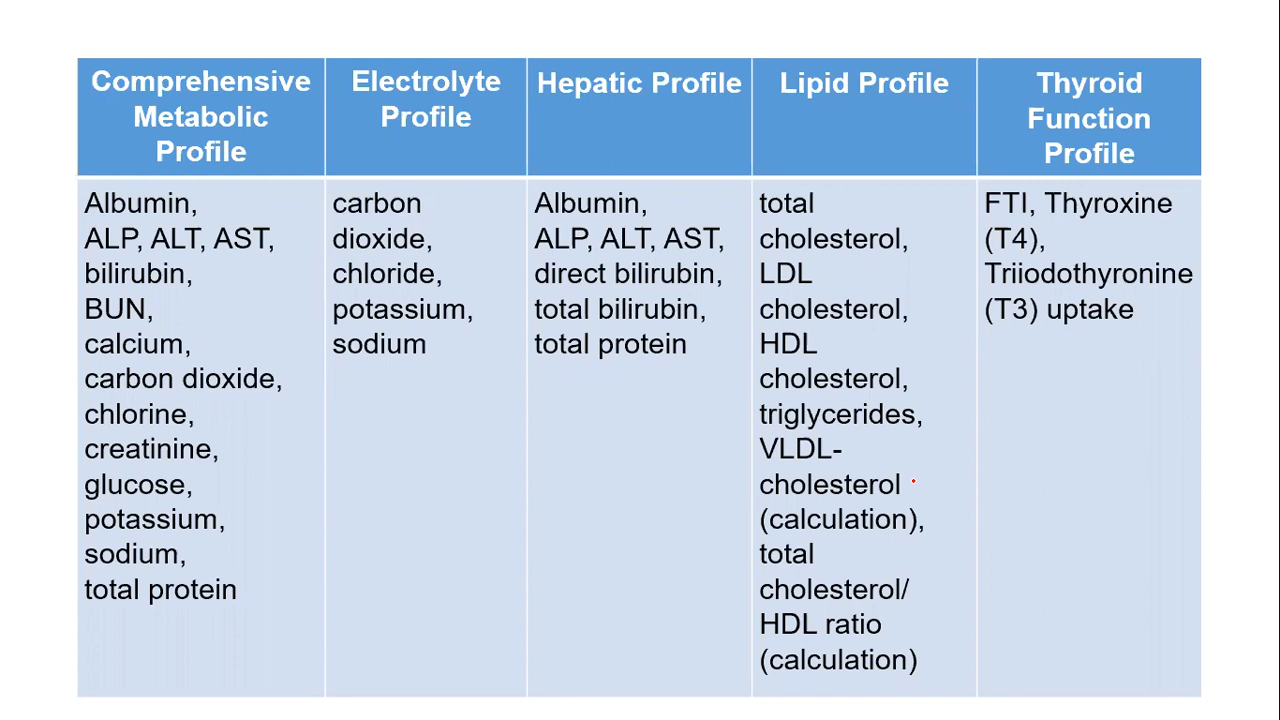 Comprehensive
Metabolic
Profile
Electrolyte
Profile
Hepatic Profile
Lipid Profile
Thyroid
Function
Profile
Albumin,
ALP, ALT, AST,
bilirubin,
BUN,
calcium,
carbon dioxide,
chlorine,
creatinine,
glucose,
potassium,
sodium,
total protein
carbon
dioxide,
chloride,
potassium,
sodium
Albumin,
ALP, ALT, AST,
direct bilirubin,
total bilirubin,
total protein
total
cholesterol,
LDL
cholesterol,
HDL
cholesterol,
triglycerides,
VLDL-
cholesterol
(calculation),
total
cholesterol/
HDL ratio
(calculation)
FTI, Thyroxine
(T4),
Triiodothyronine
(T3) uptake